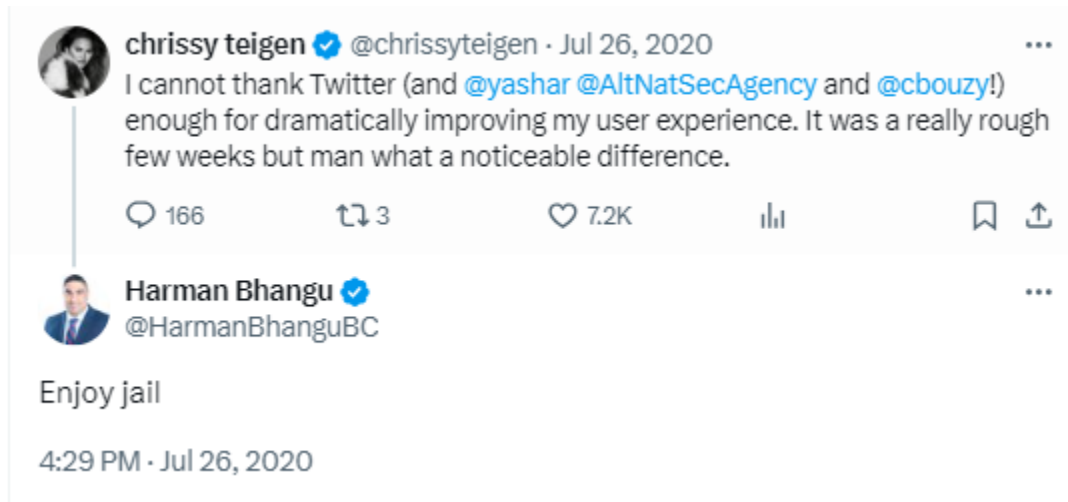 chrissy teigen @chrissyteigen · Jul 26, 2020
I cannot thank Twitter (and @yashar @AltNatSecAgency and @cbouzy!)
enough for dramatically improving my user experience. It was a really rough
few weeks but man what a noticeable difference.
166 3 7.2K
Harman Bhangu
@HarmanBhanguBC
Enjoy jail
4:29 PM · Jul 26, 2020